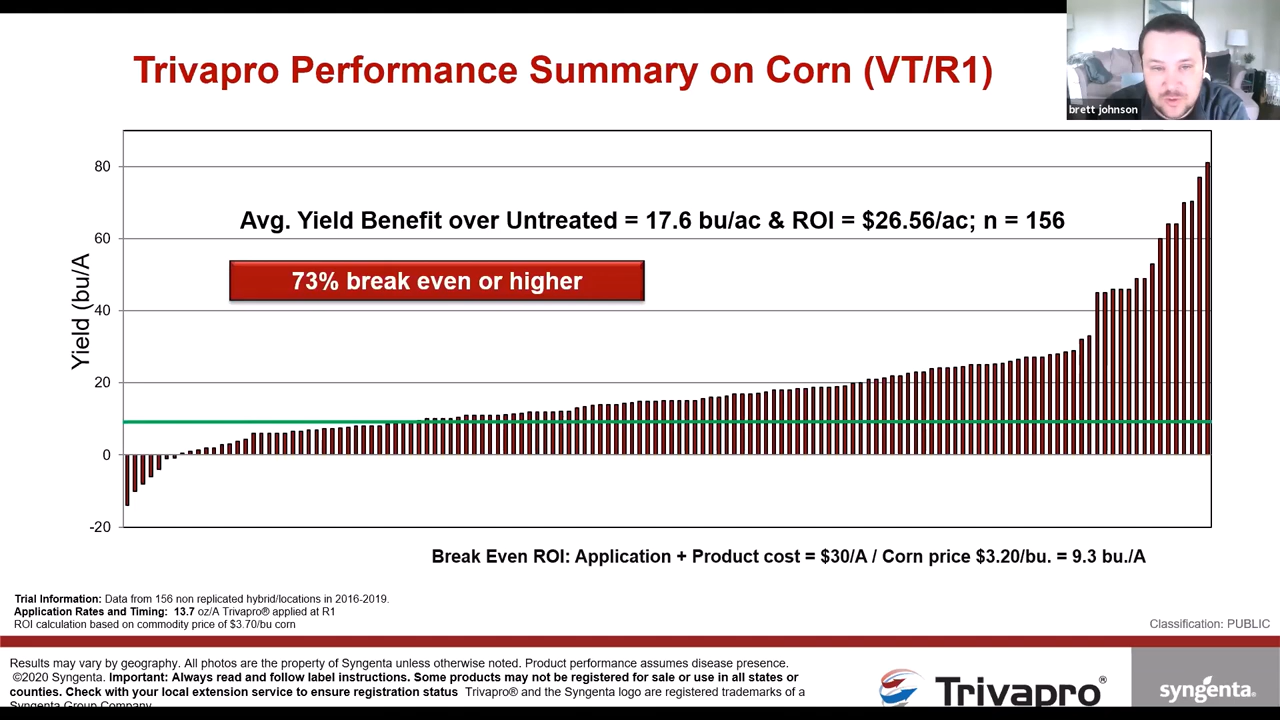 Trivapro Performance Summary on Corn (VT/R1)
brett johnson
80
60
40
20
0
-20
Yield (bu/A)
Avg. Yield Benefit over Untreated = 17.6 bu/ac & ROI = $26.56/ac; n = 156
73% break even or higher
Break Even ROI: Application + Product cost = $30/A / Corn price $3.20/bu. = 9.3 bu./A
Trial Information: Data from 156 non replicated hybrid/locations in 2016-2019.
Application Rates and Timing: 13.7 oz/A Trivapro® applied at R1
ROI calculation based on commodity price of $3.70/bu corn
Classification: PUBLIC
Results may vary by geography. All photos are the property of Syngenta unless otherwise noted. Product performance assumes disease presence.
©2020 Syngenta. Important: Always read and follow label instructions. Some products may not be registered for sale or use in all states or
counties. Check with your local extension service to ensure registration status Trivapro® and the Syngenta logo are registered trademarks of a
Syngenta Group Company
Trivapro®
syngenta®